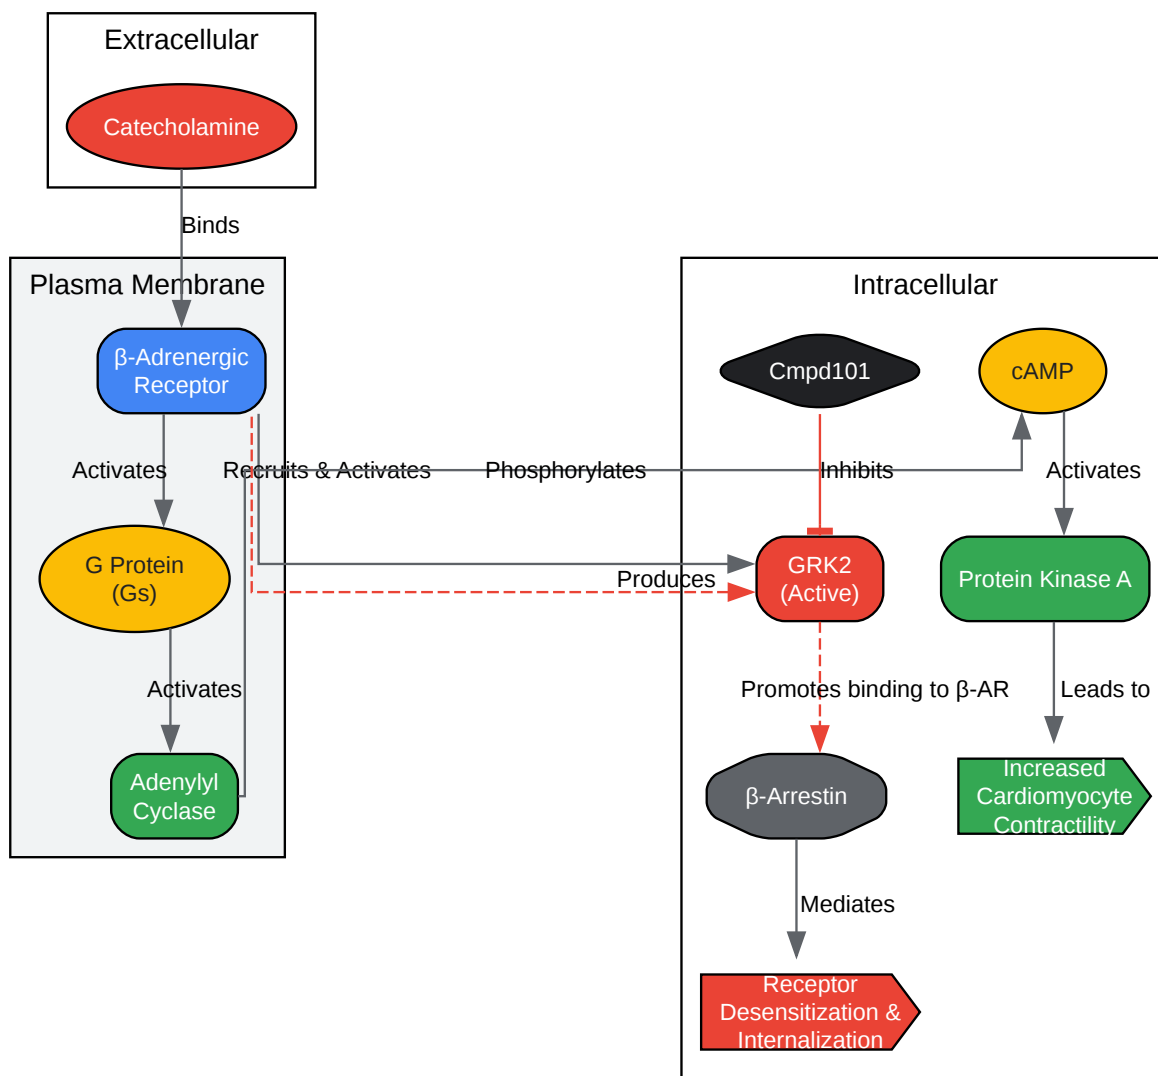 Extracellular
Catecholamine
Binds
Plasma Membrane
β-Adrenergic
Receptor
Activates
Recruits & Activates
G Protein
(Gs)
Activates
Adenylyl
Cyclase
Phosphorylates
Produces
Intracellular
Cmpd101
cAMP
Inhibits
Activates
GRK2
(Active)
Protein Kinase A
Promotes binding to β-AR
Leads to
β-Arrestin
Increased
Cardiomyocyte
Contractility
Mediates
Receptor
Desensitization &
Internalization